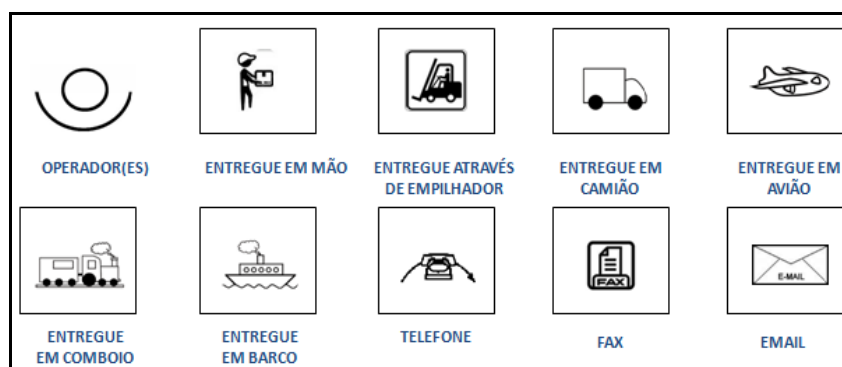 OPERADOR(ES)
ENTREGUE EM MÃO
ENTREGUE ATRAVÉS
DE EMPILHADOR
ENTREGUE EM
CAMIÃO
ENTREGUE EM
AVIÃO
FAX
E-MAIL
ENTREGUE
EM COMBOIO
ENTREGUE
EM BARCO
TELEFONE
FAX
EMAIL